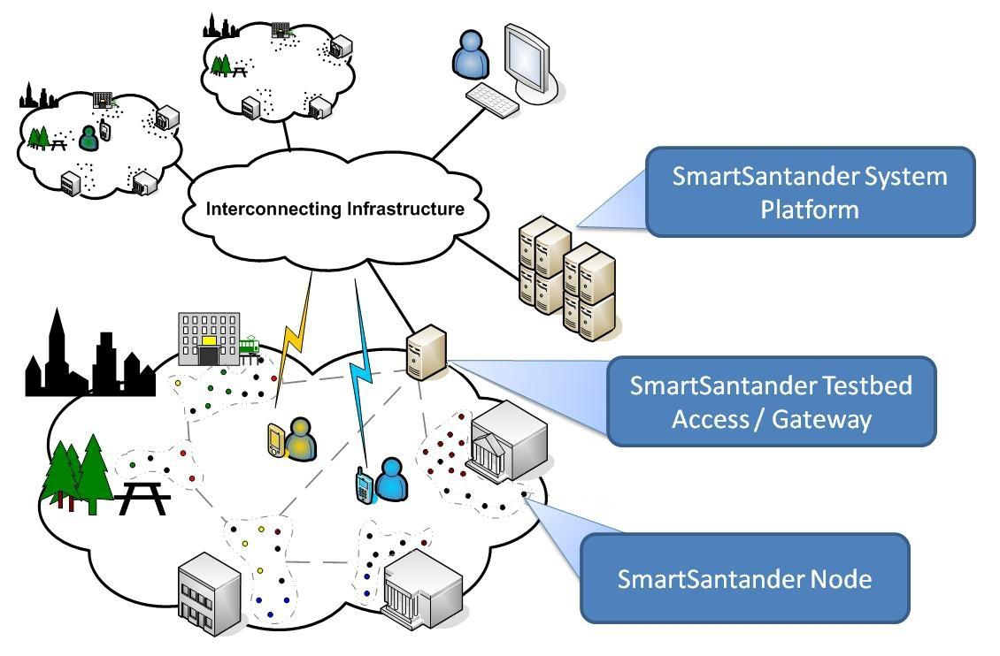 SmartSantander System
Platform
Interconnecting Infrastructure
SmartSantander Testbed
Access / Gateway
SmartSantander Node